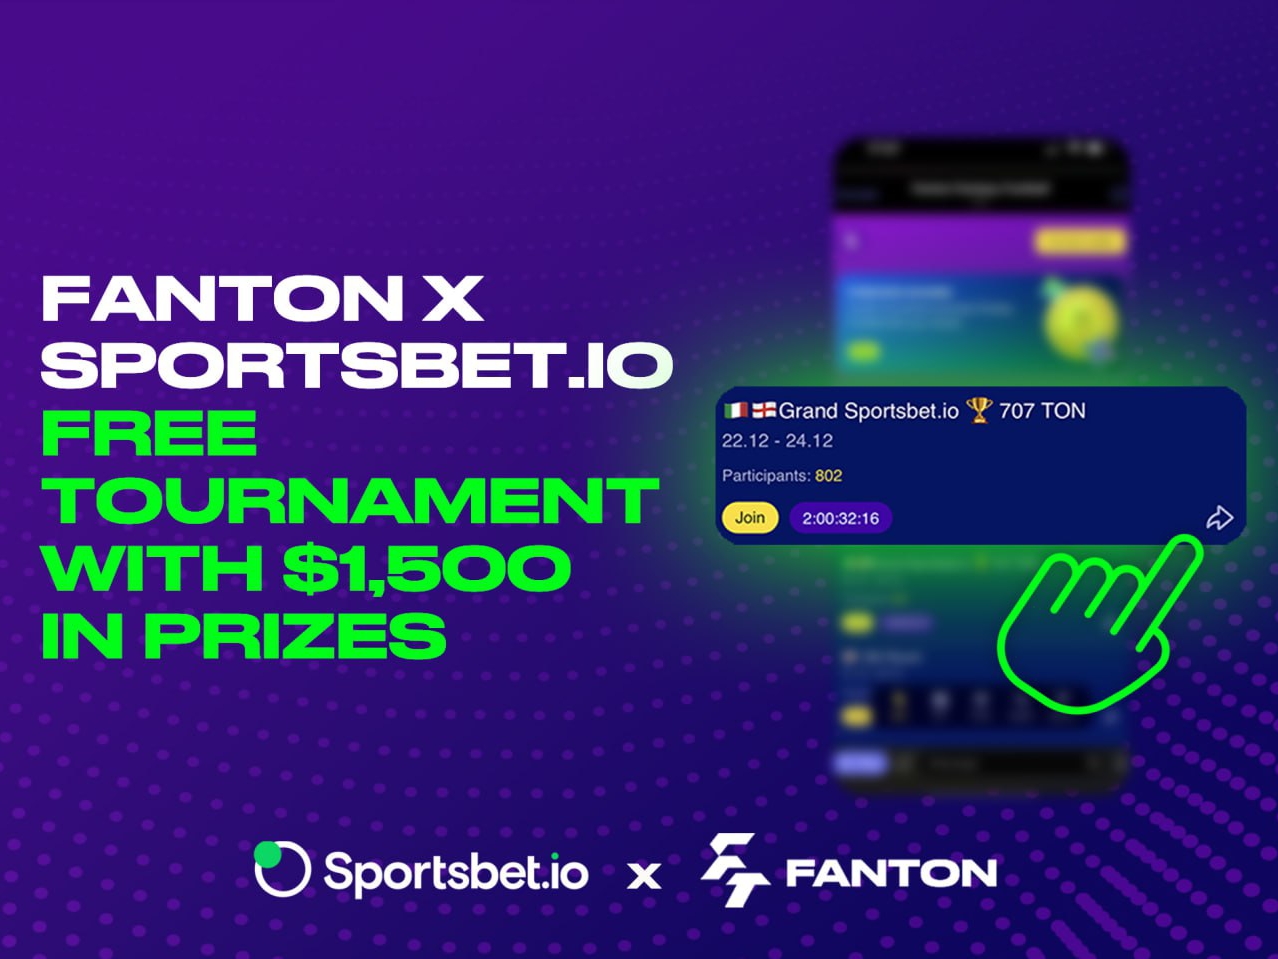 FANTON X
SPORTSBET.IO
FREE
TOURNAMENT
WITH $1,500
IN PRIZES
🇮🇹🏴󠁧󠁢󠁥󠁮󠁧󠁿Grand Sportsbet.io 🏆 707 TON
22.12 - 24.12
Participants: 802
Join 2:00:32:16
Sportsbet.io x FANTON